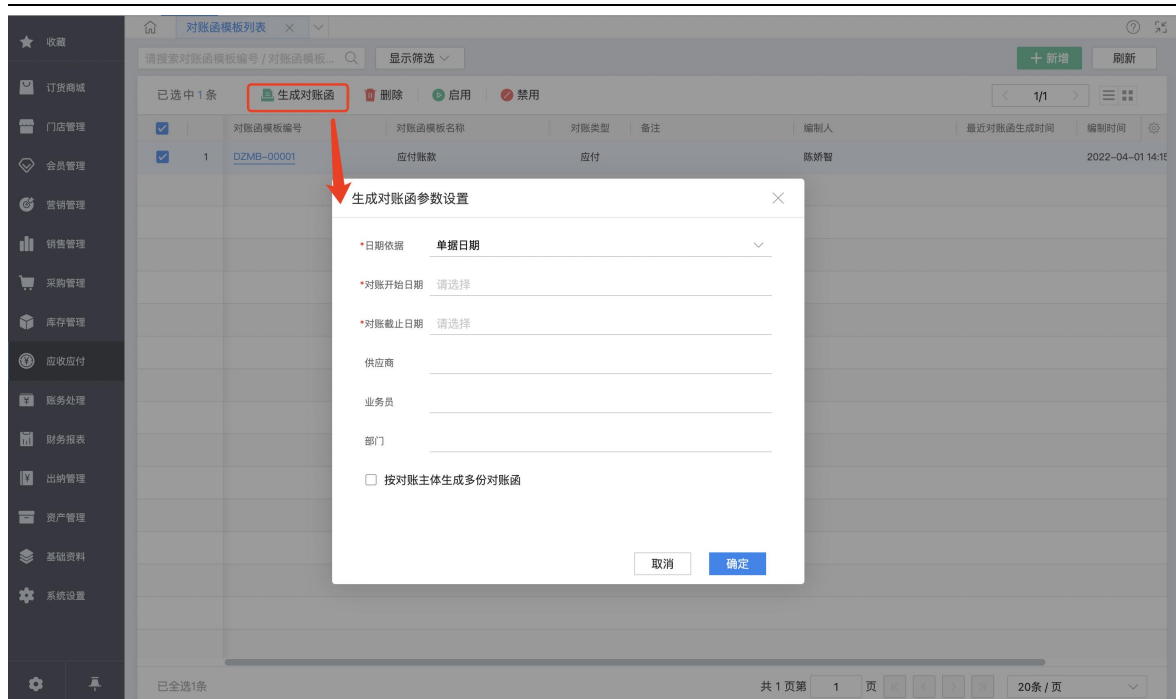 收藏
订货商城
门店管理
会员管理
营销管理
销售管理
采购管理
库存管理
应收应付
账务处理
财务报表
出纳管理
资产管理
基础资料
系统设置
对账函模板列表
请搜索对账函模板编号 / 对账函模板... 显示筛选 新增 刷新
已选中1条 生成对账函 删除 启用 禁用 1/1
对账函模板编号 对账函模板名称 对账类型 备注 编制人 最近对账函生成时间 编制时间
1 DZMB-00001 应付账款 应付 陈娇智 2022-04-01 14:15
生成对账函参数设置
*日期依据 单据日期
*对账开始日期 请选择
*对账截止日期 请选择
供应商
业务员
部门
按对账主体生成多份对账函
取消 确定
已全选1条 共1页第 1 页 20条 / 页